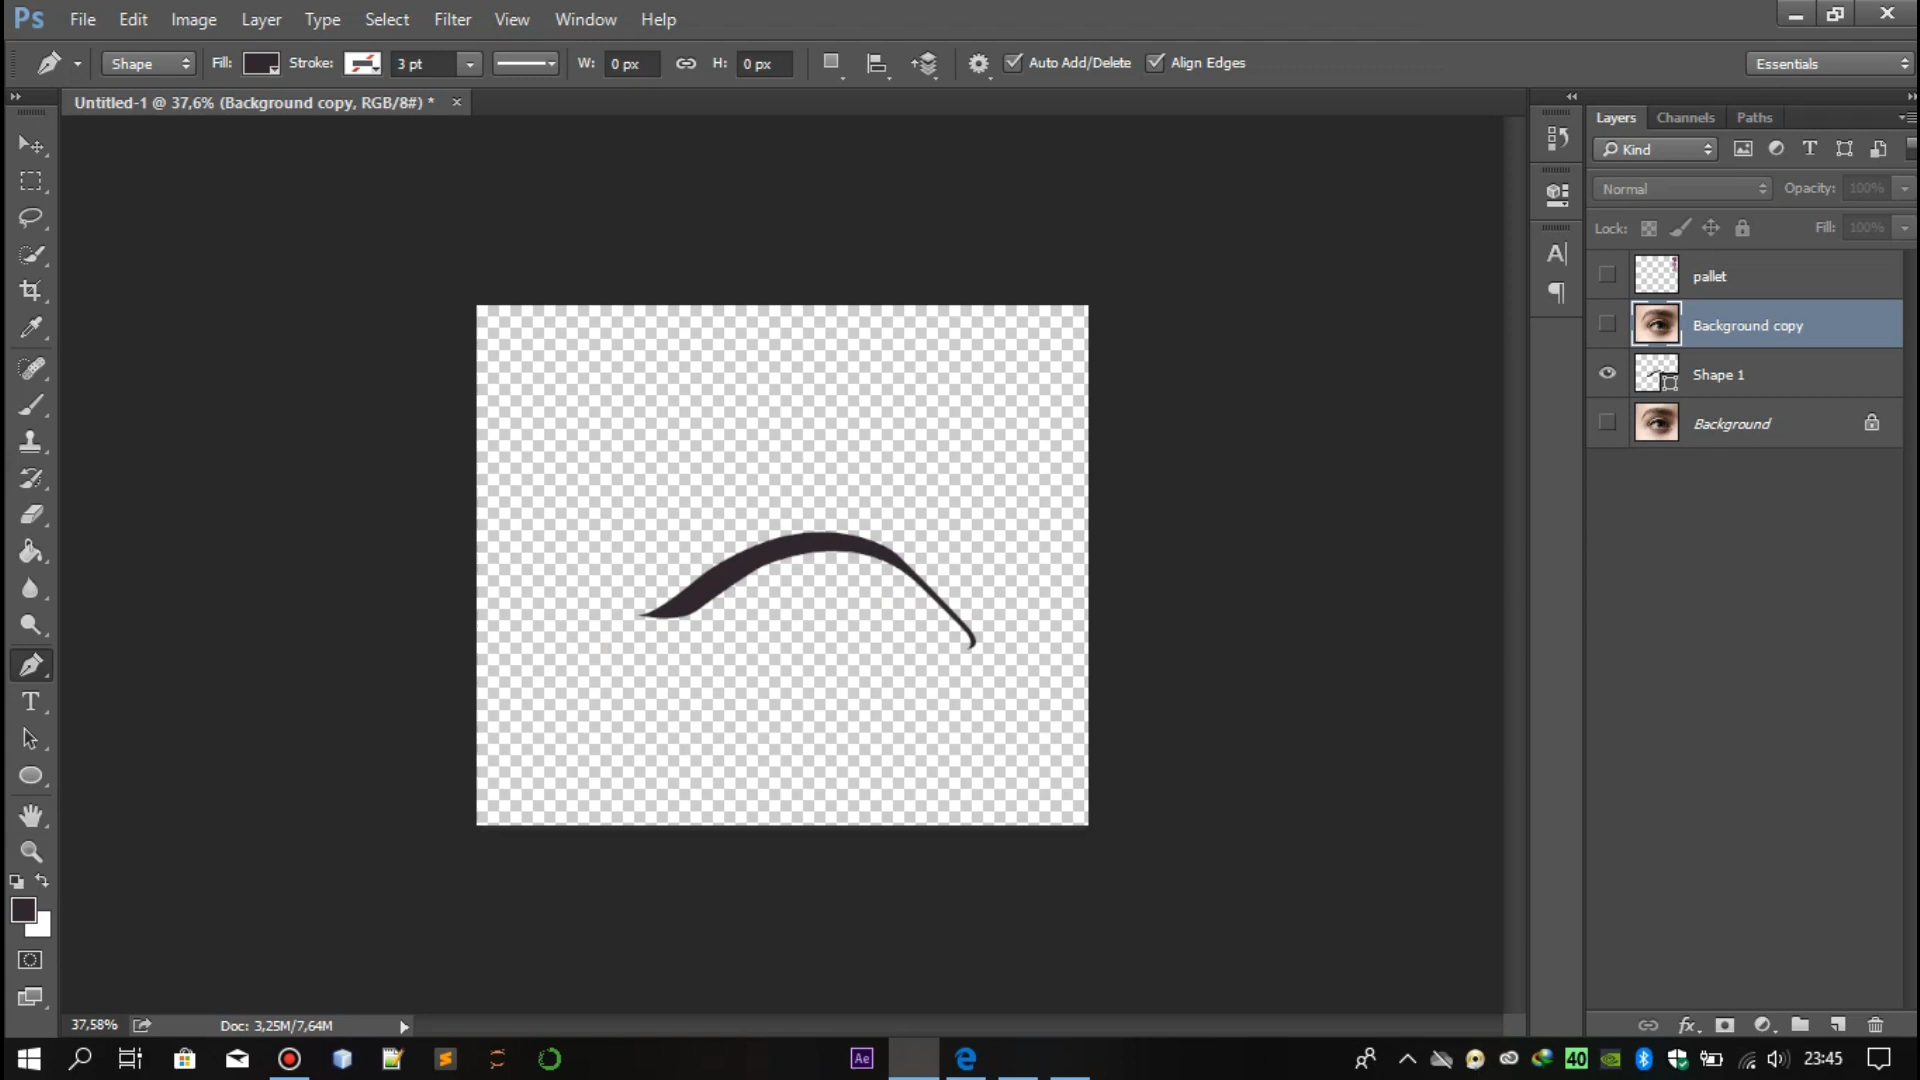 Ps File Edit Image Layer Type Select Filter View Window Help
Shape Fill: Stroke: 3 pt W: 0 px H: 0 px Auto Add/Delete Align Edges Essentials
Untitled-1 @ 37,6% (Background copy, RGB/8#) * ×
Layers Channels Paths
Kind
Normal Opacity: 100%
Lock: Fill: 100%
pallet
Background copy
Shape 1
Background
37,58% Doc: 3,25M/7,64M
fx
Ae 40 23:45